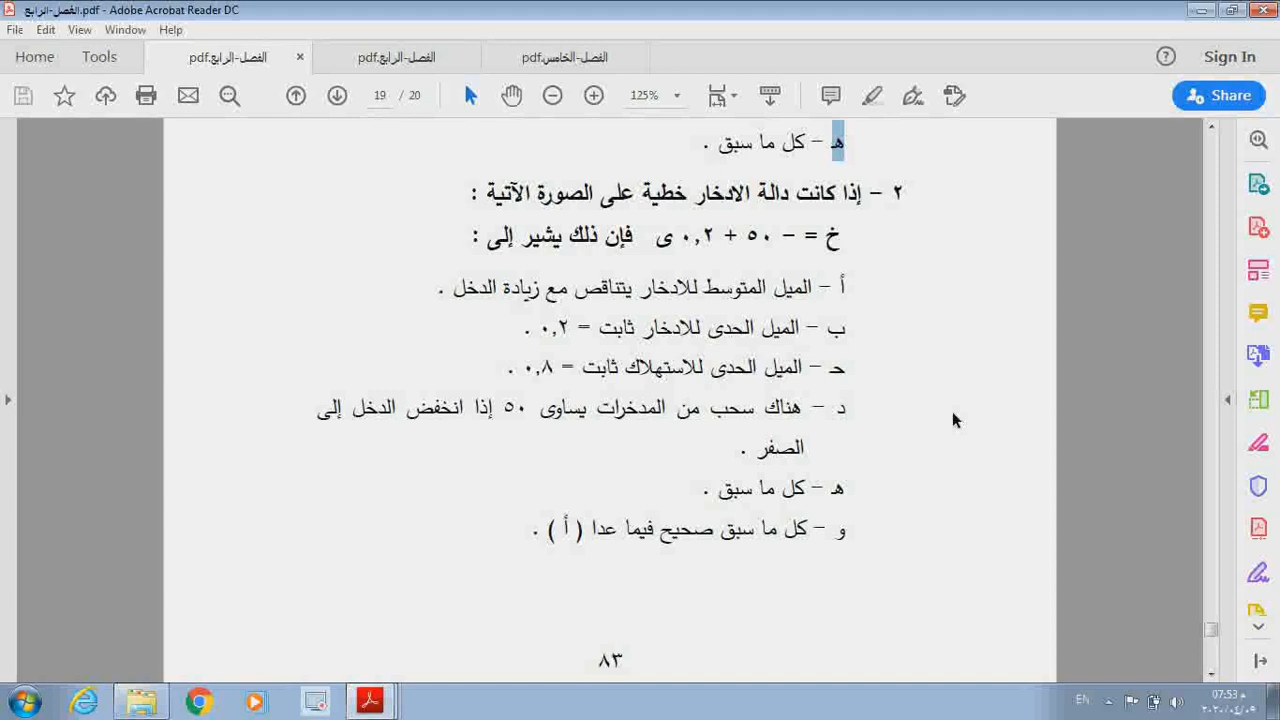 الفصل-الرابع.pdf - Adobe Acrobat Reader DC
File Edit View Window Help
Home Tools الفصل-الرابع.pdf × الفصل-الرابع.pdf الفصل-الخامس.pdf ? Sign In
19 / 20 125% Share
هـ – كل ما سبق .
٢ – إذا كانت دالة الادخار خطية على الصورة الآتية :
خ = – ٥٠ + ٠,٢ ى فإن ذلك يشير إلى :
أ – الميل المتوسط للادخار يتناقص مع زيادة الدخل .
ب – الميل الحدى للادخار ثابت = ٠,٢ .
حـ – الميل الحدى للاستهلاك ثابت = ٠,٨ .
د – هناك سحب من المدخرات يساوى ٥٠ إذا انخفض الدخل إلى
الصفر .
هـ – كل ما سبق .
و – كل ما سبق صحيح فيما عدا ( أ ) .
٨٣
EN 07:53 م
٢٠٢٠/٠٤/٠٩